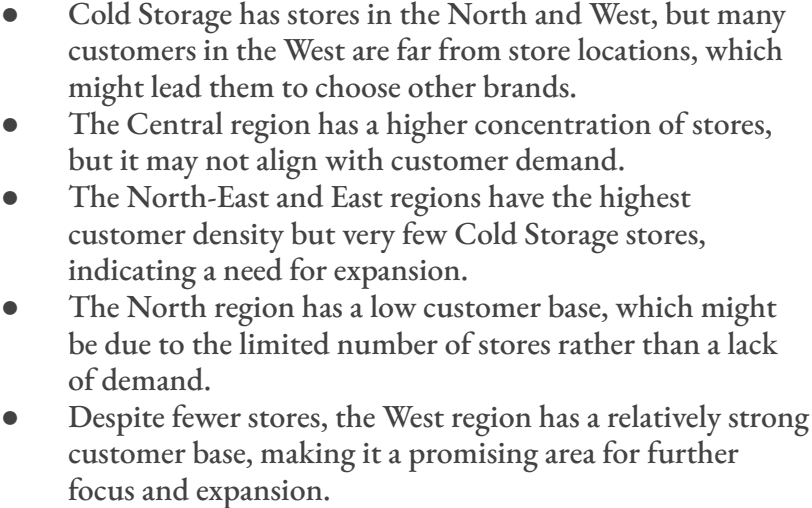 ● Cold Storage has stores in the North and West, but many
customers in the West are far from store locations, which
might lead them to choose other brands.
● The Central region has a higher concentration of stores,
but it may not align with customer demand.
● The North-East and East regions have the highest
customer density but very few Cold Storage stores,
indicating a need for expansion.
● The North region has a low customer base, which might
be due to the limited number of stores rather than a lack
of demand.
● Despite fewer stores, the West region has a relatively strong
customer base, making it a promising area for further
focus and expansion.